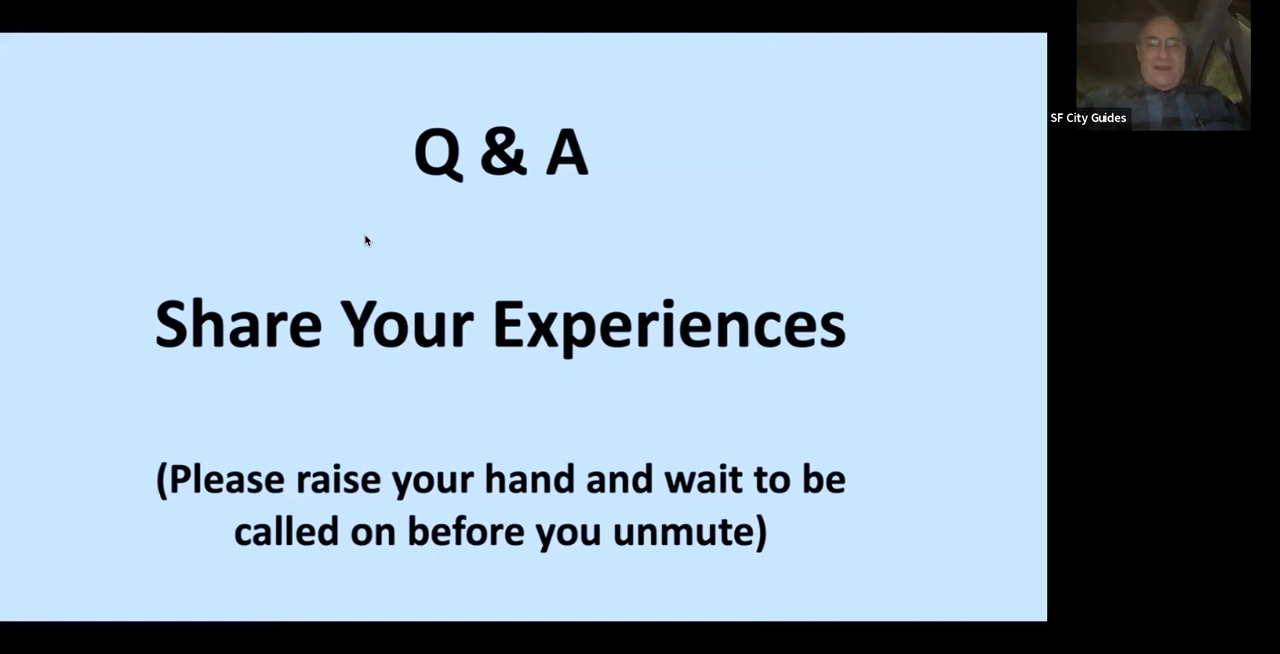 Q & A
Share Your Experiences
(Please raise your hand and wait to be
called on before you unmute)
SF City Guides